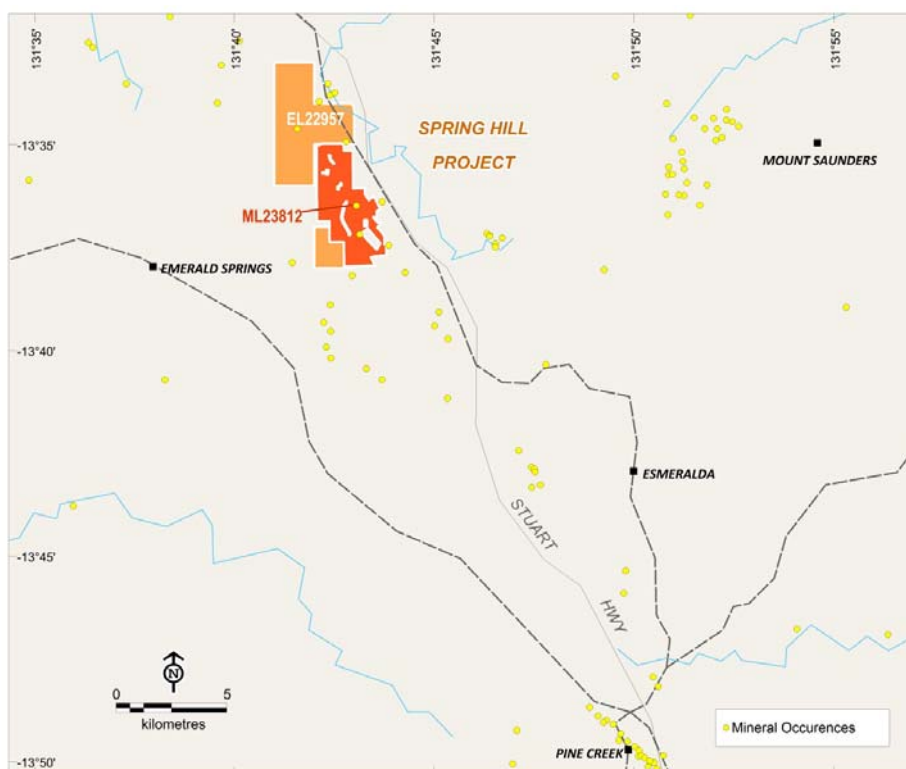 131°35'
131°40'
131°45'
131°50'
131°55'
EL22957
SPRING HILL
PROJECT
-13°35'
MOUNT SAUNDERS
ML23812
EMERALD SPRINGS
-13°40'
ESMERALDA
STUART
-13°45'
HWY
N
0 5
kilometres
Mineral Occurences
PINE CREEK
-13°50'